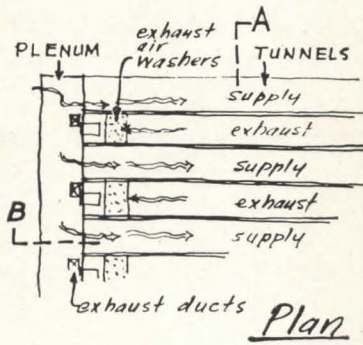 A
PLENUM
exhaust
air
washers
TUNNELS
supply
exhaust
supply
exhaust
B
supply
exhaust ducts
Plan